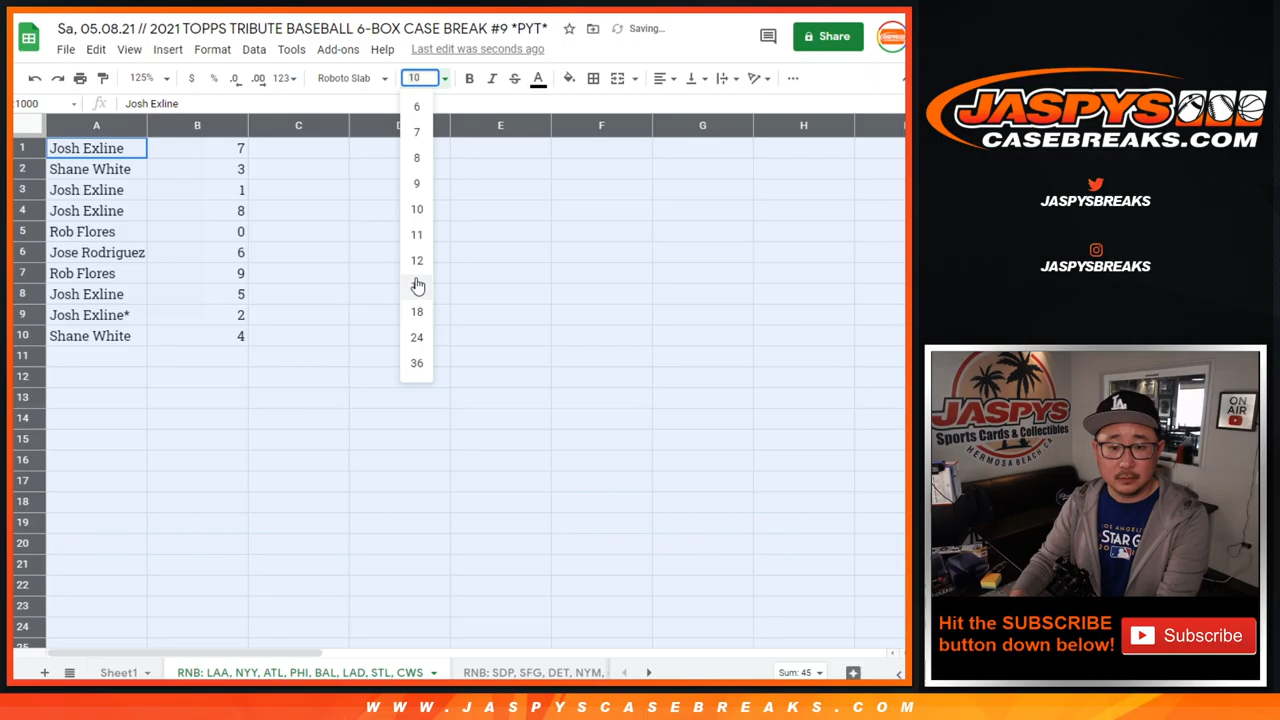 Sa, 05.08.21 // 2021 TOPPS TRIBUTE BASEBALL 6-BOX CASE BREAK #9 *PYT*
Saving...
Share
File Edit View Insert Format Data Tools Add-ons Help Last edit was seconds ago
125% $ % .0 .00 123 Roboto Slab 10 B I S A
1000 fx Josh Exline
A B C D E F G H
1 Josh Exline 7
2 Shane White 3
3 Josh Exline 1
4 Josh Exline 8
5 Rob Flores 0
6 Jose Rodriguez 6
7 Rob Flores 9
8 Josh Exline 5
9 Josh Exline* 2
10 Shane White 4
11
12
13
14
15
16
17
18
19
20
21
22
23
24
25
6
7
8
9
10
11
12
18
24
36
Sheet1 RNB: LAA, NYY, ATL, PHI, BAL, LAD, STL, CWS RNB: SDP, SFG, DET, NYM, Sum: 45
JASPYS
CASEBREAKS.COM
JASPYSBREAKS
JASPYSBREAKS
JASPYS
Sports Cards & Collectibles
HERMOSA BEACH, CA
ON
AIR
LA
LOS ANGELES
STAR G
Hit the SUBSCRIBE
button down below!
Subscribe
WWW.JASPYSCASEBREAKS.COM